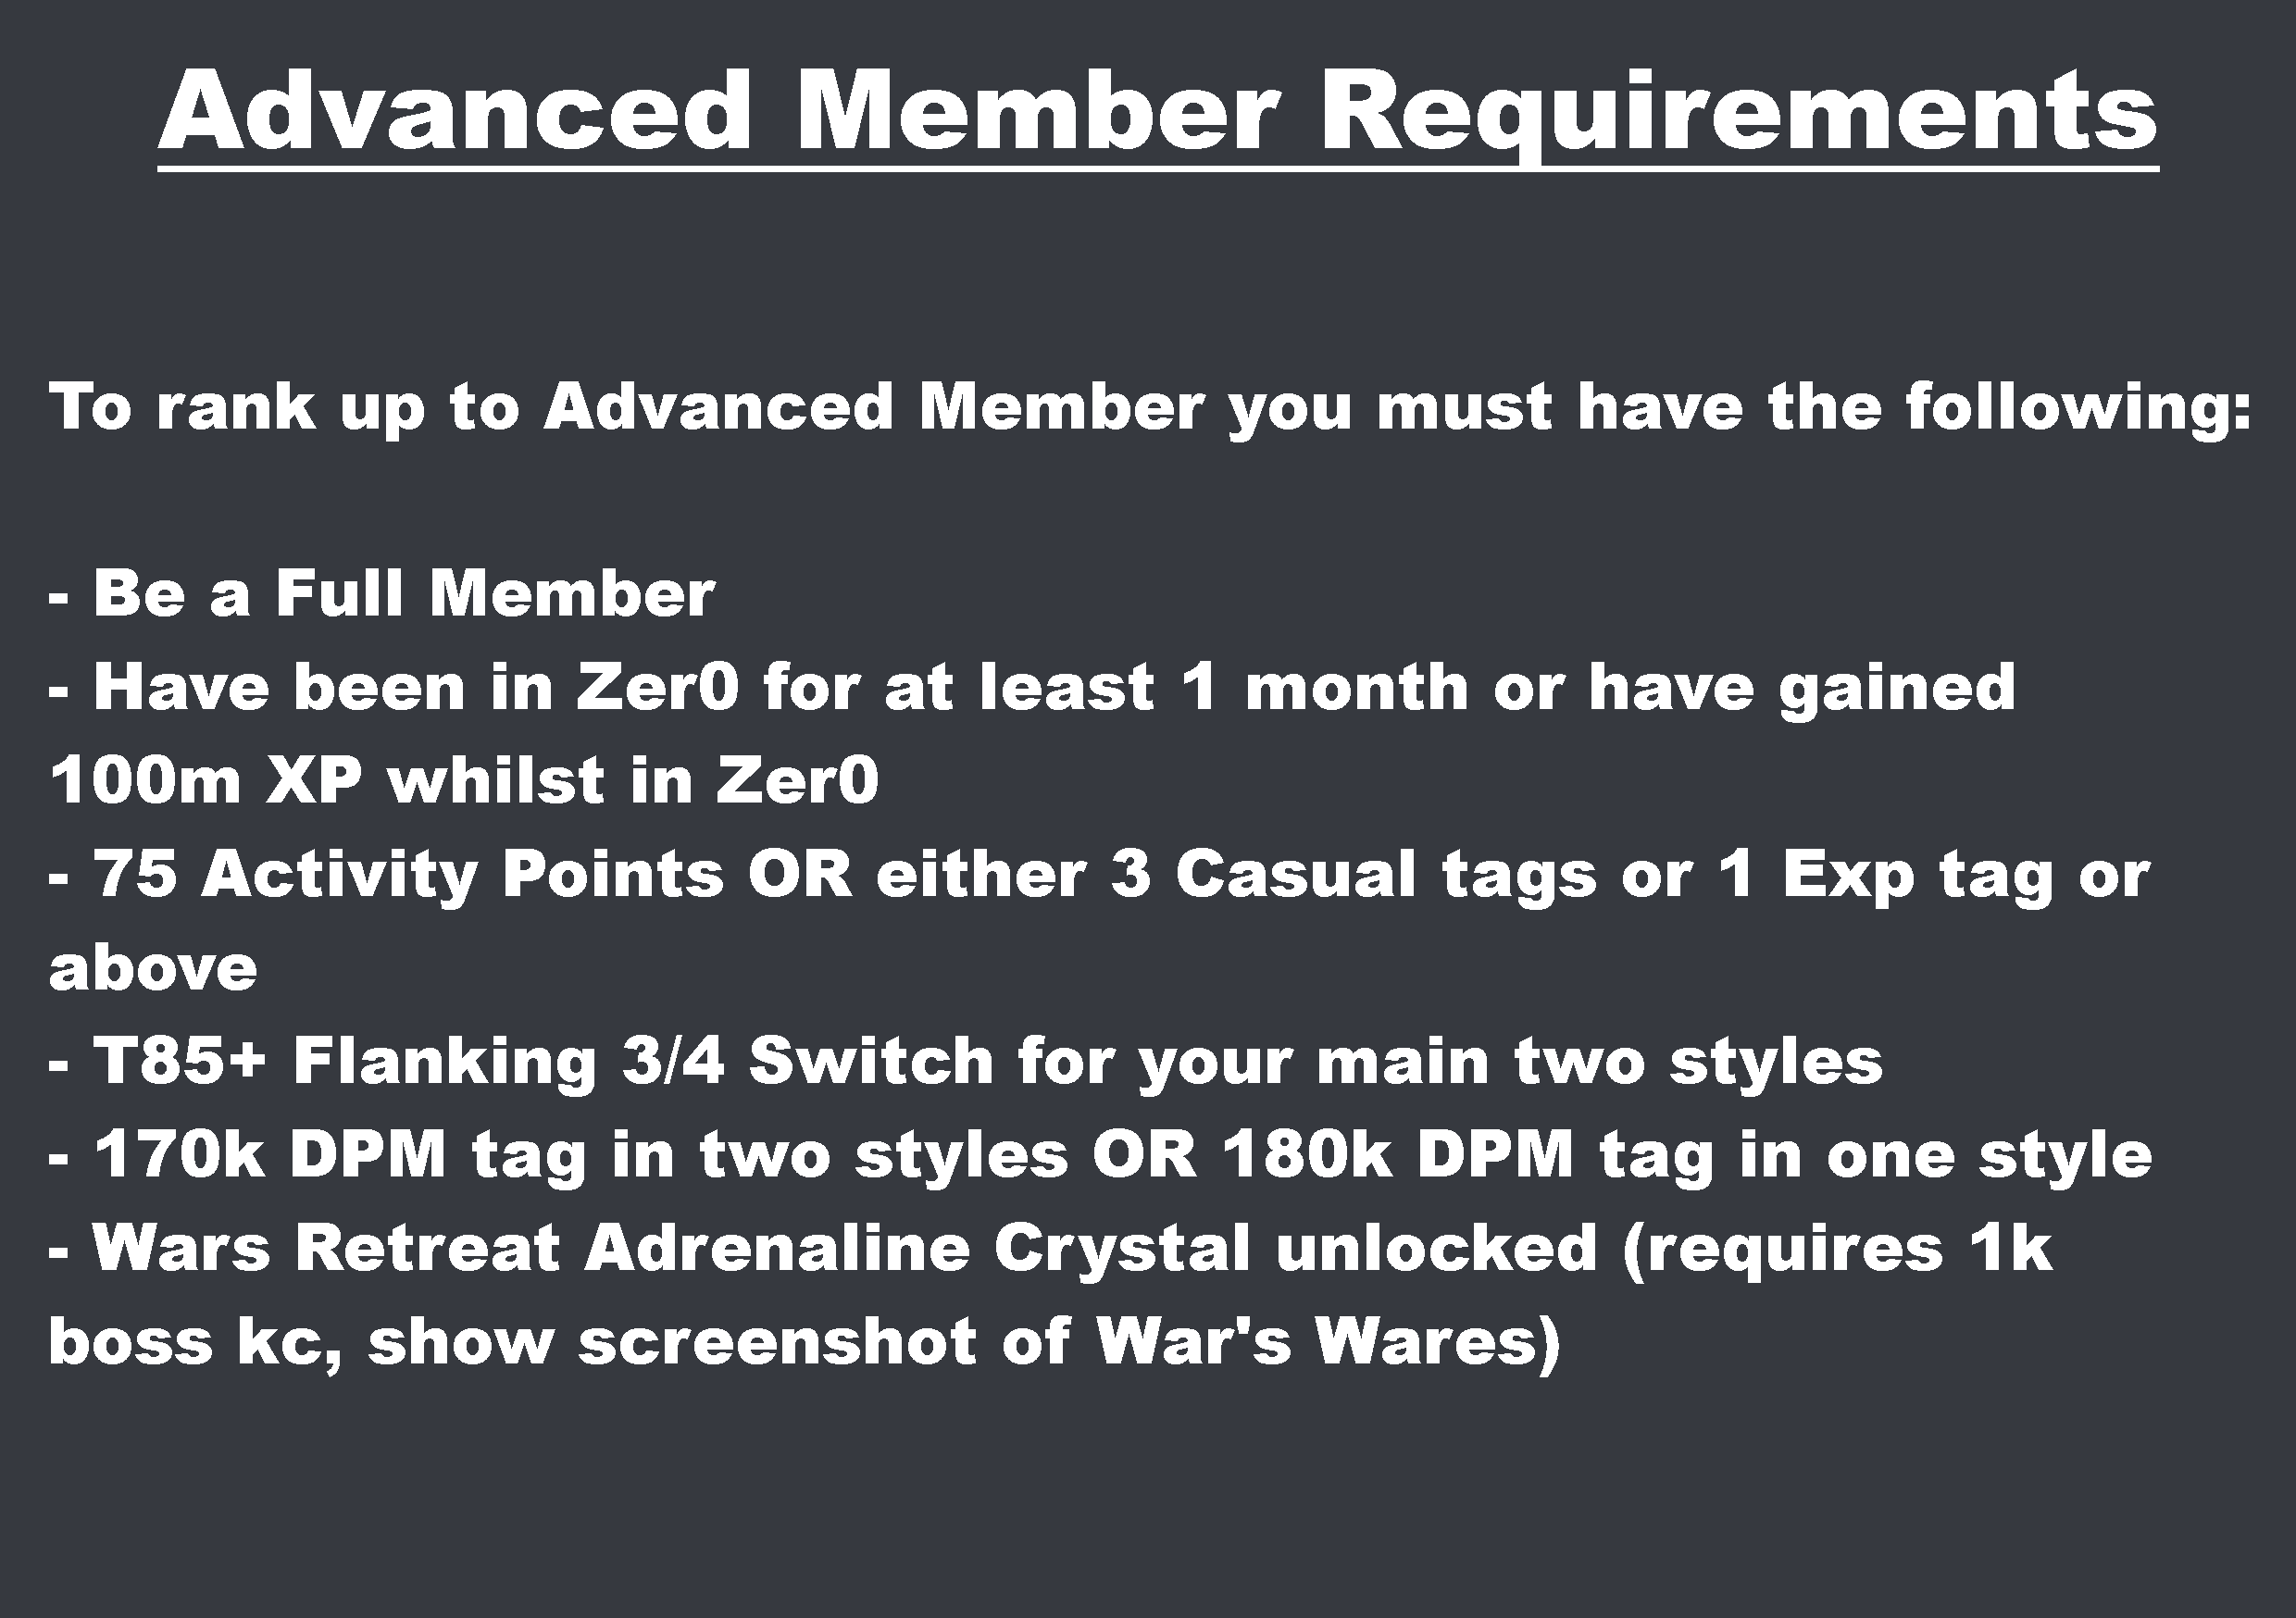 Advanced Member Requirements
To rank up to Advanced Member you must have the following:
- Be a Full Member
- Have been in Zer0 for at least 1 month or have gained
100m XP whilst in Zer0
- 75 Activity Points OR either 3 Casual tags or 1 Exp tag or
above
- T85+ Flanking 3/4 Switch for your main two styles
- 170k DPM tag in two styles OR 180k DPM tag in one style
- Wars Retreat Adrenaline Crystal unlocked (requires 1k
boss kc, show screenshot of War's Wares)